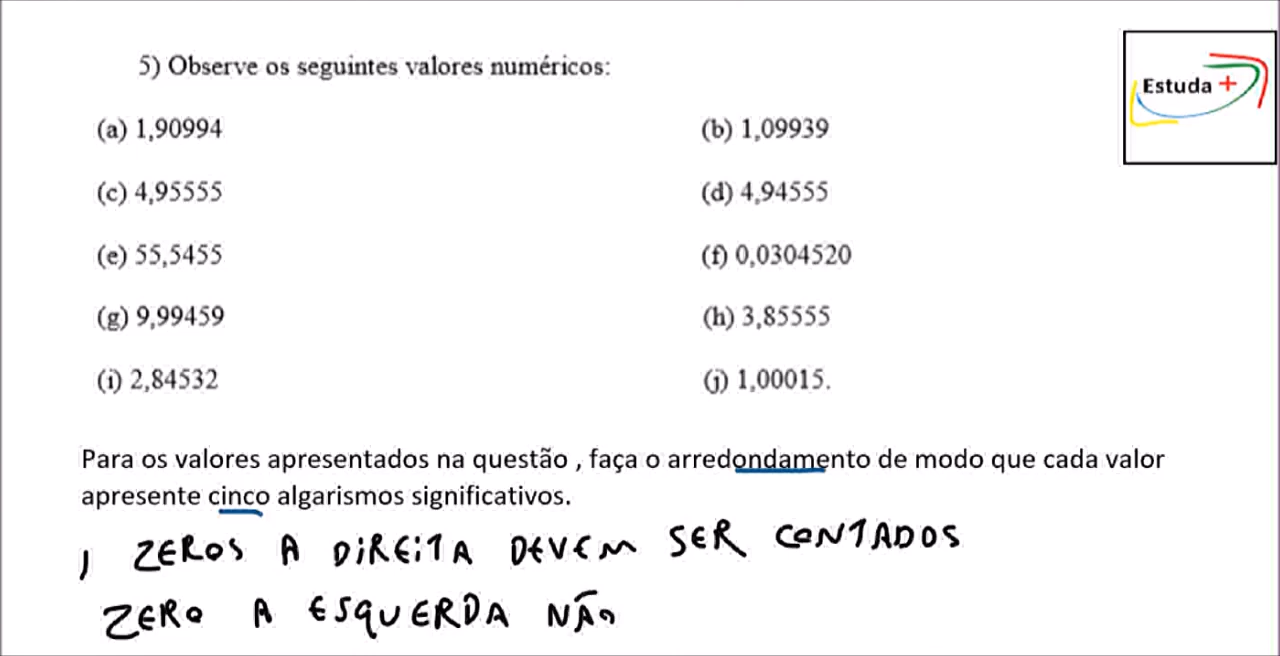 5) Observe os seguintes valores numéricos:
Estuda +
(a) 1,90994 (b) 1,09939
(c) 4,95555 (d) 4,94555
(e) 55,5455 (f) 0,0304520
(g) 9,99459 (h) 3,85555
(i) 2,84532 (j) 1,00015.
Para os valores apresentados na questão , faça o arredondamento de modo que cada valor
apresente cinco algarismos significativos.
, ZEROS A DIREITA DEVEM SER CONTADOS
ZERO A ESQUERDA NÃO